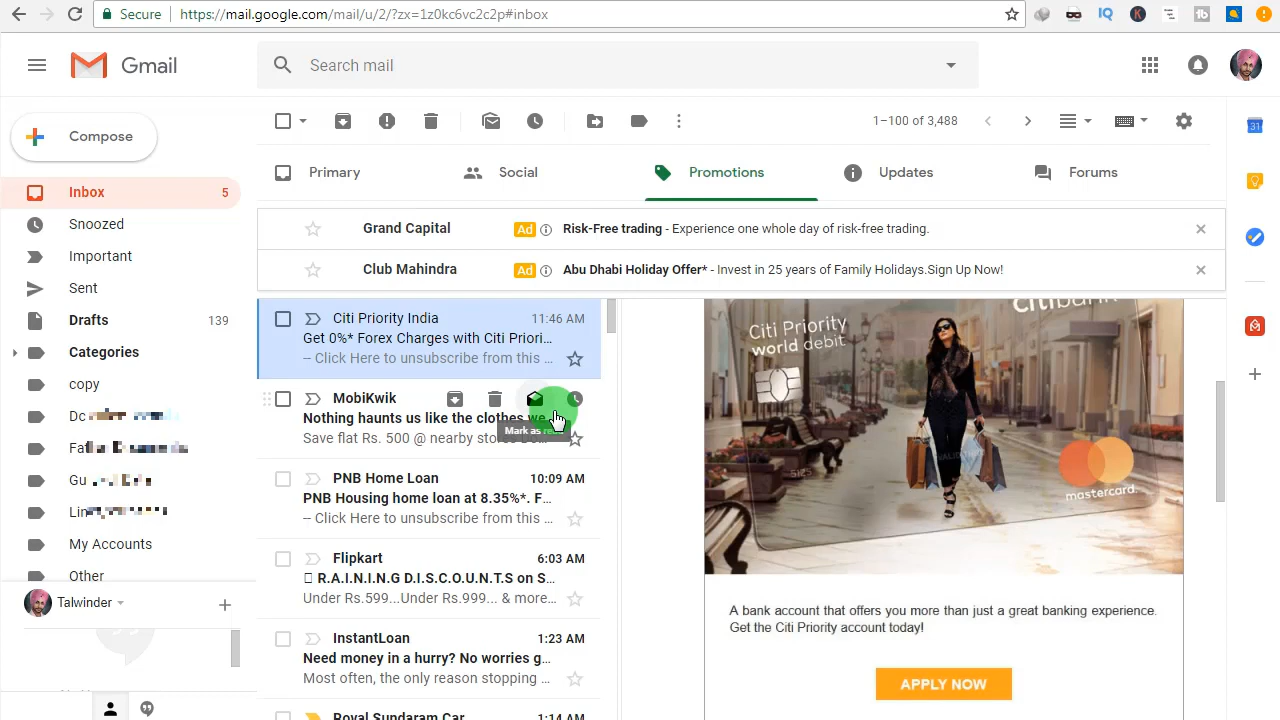 Secure https://mail.google.com/mail/u/2/?zx=1z0kc6vc2c2p#inbox
Gmail
Search mail
Compose
1–100 of 3,488
Primary
Social
Promotions
Updates
Forums
Inbox 5
Snoozed
Important
Sent
Drafts 139
Categories
copy
My Accounts
Other
Talwinder
Grand Capital Ad Risk-Free trading - Experience one whole day of risk-free trading.
Club Mahindra Ad Abu Dhabi Holiday Offer* - Invest in 25 years of Family Holidays.Sign Up Now!
Citi Priority India 11:46 AM
Get 0%* Forex Charges with Citi Priori...
-- Click Here to unsubscribe from this ...
MobiKwik
Nothing haunts us like the clothes we
Save flat Rs. 500 @ nearby
Mark as
PNB Home Loan 10:09 AM
PNB Housing home loan at 8.35%*. F...
-- Click Here to unsubscribe from this ...
Flipkart 6:03 AM
R.A.I.N.I.N.G D.I.S.C.O.U.N.T.S on S...
Under Rs.599...Under Rs.999... & more...
InstantLoan 1:23 AM
Need money in a hurry? No worries g...
Most often, the only reason stopping ...
Royal Sundaram Car 1:14 AM
citibank
Citi Priority
world debit
mastercard.
A bank account that offers you more than just a great banking experience.
Get the Citi Priority account today!
APPLY NOW